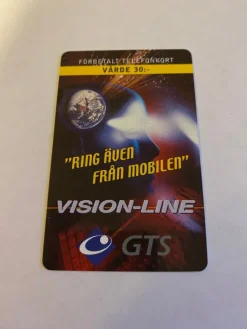 FÖRBETALT TELEFONKORT
VÄRDE 30:-
"RING ÄVEN
FRÅN MOBILEN"
VISION-LINE
GTS